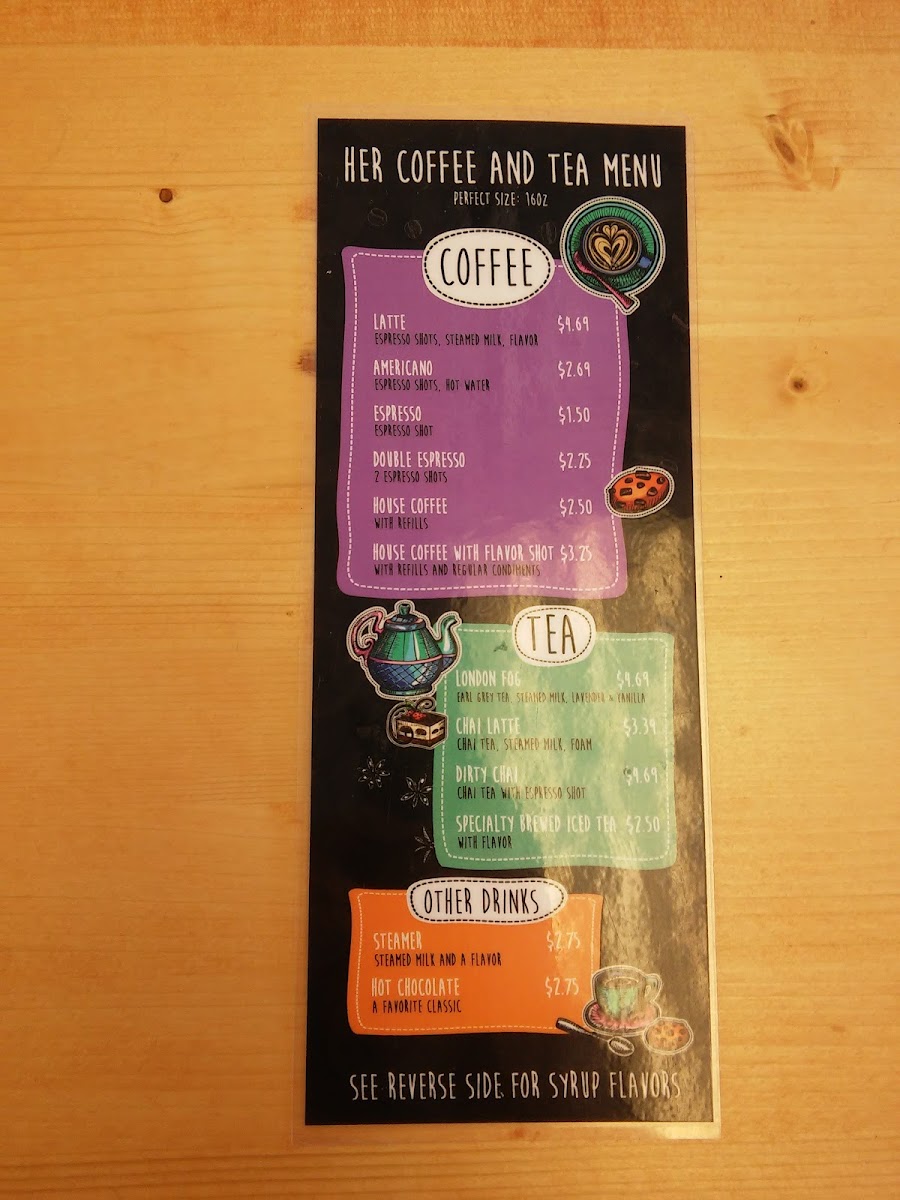 HER COFFEE AND TEA MENU
PERFECT SIZE: 16OZ
COFFEE
LATTE $4.69
ESPRESSO SHOTS, STEAMED MILK, FLAVOR
AMERICANO $2.69
ESPRESSO SHOTS, HOT WATER
ESPRESSO $1.50
ESPRESSO SHOT
DOUBLE ESPRESSO $2.25
2 ESPRESSO SHOTS
HOUSE COFFEE $2.50
WITH REFILLS
HOUSE COFFEE WITH FLAVOR SHOT $3.25
WITH REFILLS AND REGULAR CONDIMENTS
TEA
LONDON FOG $4.69
EARL GREY TEA, STEAMED MILK, LAVENDER & VANILLA
CHAI LATTE $3.39
CHAI TEA, STEAMED MILK, FOAM
DIRTY CHAI $4.69
CHAI TEA WITH ESPRESSO SHOT
SPECIALTY BREWED ICED TEA $2.50
WITH FLAVOR
OTHER DRINKS
STEAMER $2.75
STEAMED MILK AND A FLAVOR
HOT CHOCOLATE $2.75
A FAVORITE CLASSIC
SEE REVERSE SIDE FOR SYRUP FLAVORS